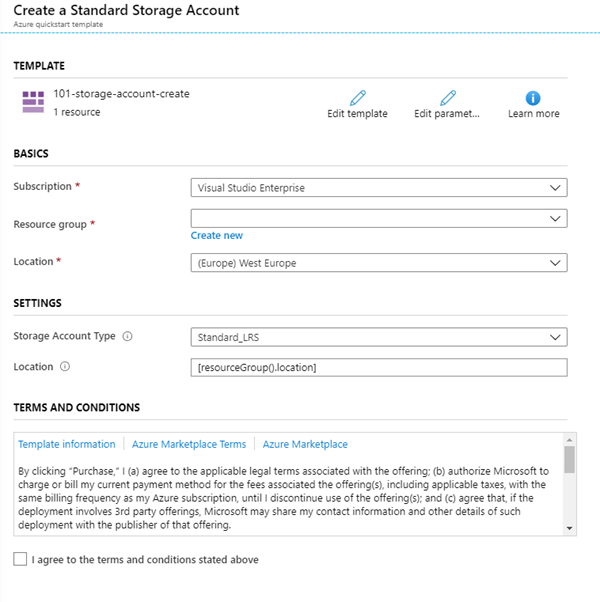 Create a Standard Storage Account
Azure quickstart template
TEMPLATE
101-storage-account-create
1 resource
Edit template
Edit paramet...
Learn more
BASICS
Subscription *
Visual Studio Enterprise
Resource group *
Create new
Location *
(Europe) West Europe
SETTINGS
Storage Account Type
Standard_LRS
Location
[resourceGroup().location]
TERMS AND CONDITIONS
Template information | Azure Marketplace Terms | Azure Marketplace
By clicking "Purchase," I (a) agree to the applicable legal terms associated with the offering; (b) authorize Microsoft to
charge or bill my current payment method for the fees associated the offering(s), including applicable taxes, with the
same billing frequency as my Azure subscription, until I discontinue use of the offering(s); and (c) agree that, if the
deployment involves 3rd party offerings, Microsoft may share my contact information and other details of such
deployment with the publisher of that offering.
I agree to the terms and conditions stated above